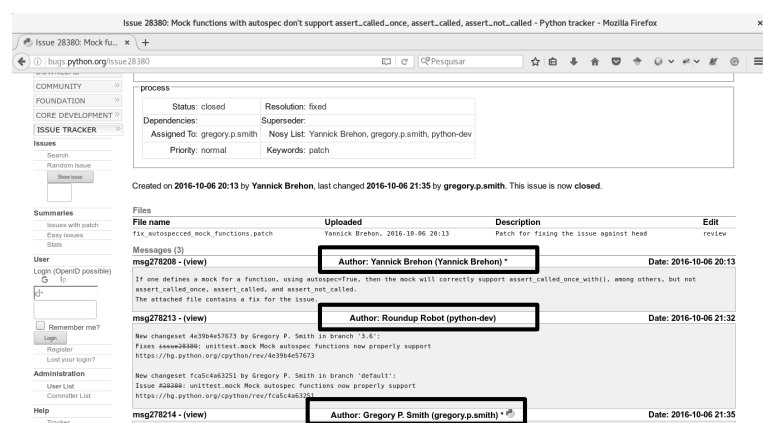 Issue 28380: Mock functions with autospec don't support assert_called_once, assert_called, assert_not_called - Python tracker - Mozilla Firefox
Issue 28380: Mock fu...
bugs.python.org/issue28380
Pesquisar
COMMUNITY
FOUNDATION
CORE DEVELOPMENT
ISSUE TRACKER
Issues
Search
Random Issue
Show issue:
Summaries
Issues with patch
Easy issues
Stats
User
Login (OpenID possible)
Remember me?
Login
Register
Lost your login?
Administration
User List
Committer List
Help
Tracker
process
Status: closed Resolution: fixed
Dependencies: Superseder:
Assigned To: gregory.p.smith Nosy List: Yannick Brehon, gregory.p.smith, python-dev
Priority: normal Keywords: patch
Created on 2016-10-06 20:13 by Yannick Brehon, last changed 2016-10-06 21:35 by gregory.p.smith. This issue is now closed.
Files
File name Uploaded Description Edit
fix_autospecced_mock_functions.patch Yannick Brehon, 2016-10-06 20:13 Patch for fixing the issue against head review
Messages (3)
msg278208 - (view) Author: Yannick Brehon (Yannick Brehon) * Date: 2016-10-06 20:13
If one defines a mock for a function, using autospec=True, then the mock will correctly support assert_called_once_with(), among others, but not
assert_called_once, assert_called, and assert_not_called.
The attached file contains a fix for the issue.
msg278213 - (view) Author: Roundup Robot (python-dev) Date: 2016-10-06 21:32
New changeset 4e39b4e57673 by Gregory P. Smith in branch '3.6':
Fixes issue28380: unittest.mock Mock autospec functions now properly support
https://hg.python.org/cpython/rev/4e39b4e57673
New changeset fca5c4a63251 by Gregory P. Smith in branch 'default':
Issue #28380: unittest.mock Mock autospec functions now properly support
https://hg.python.org/cpython/rev/fca5c4a63251
msg278214 - (view) Author: Gregory P. Smith (gregory.p.smith) * Date: 2016-10-06 21:35